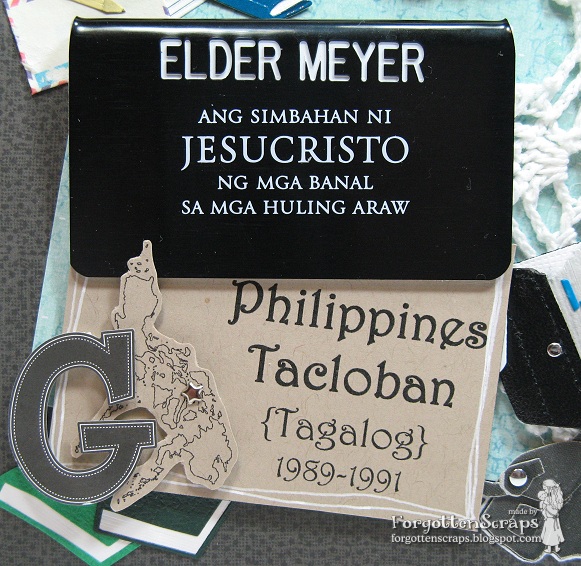 ELDER MEYER
ANG SIMBAHAN NI
JESUCRISTO
NG MGA BANAL
SA MGA HULING ARAW
Philippines
Tacloban
{Tagalog}
1989-1991
G
made by
ForgottenScraps
forgottenscraps.blogspot.com